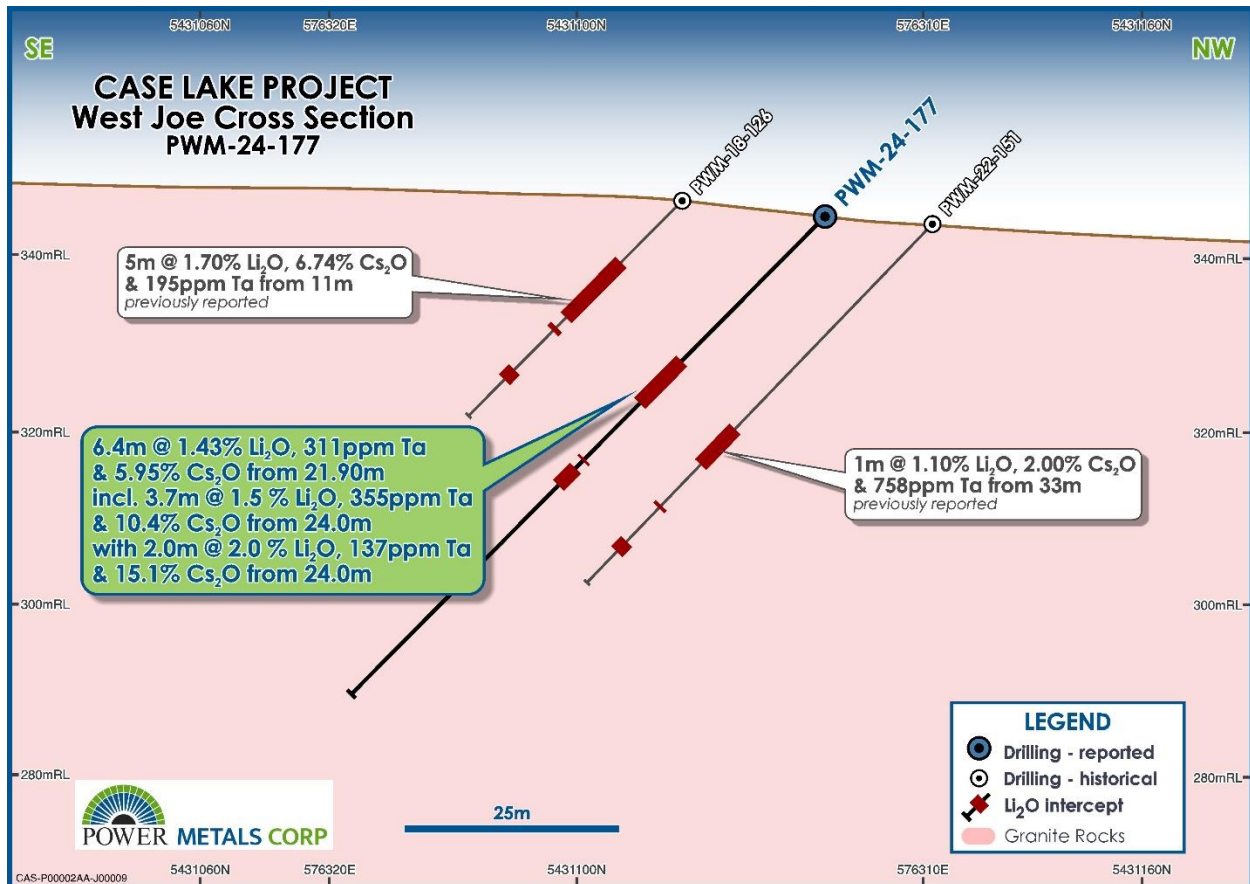 5431060N 576320E 5431100N 576310E 5431160N
SE
NW
CASE LAKE PROJECT
West Joe Cross Section
PWM-24-177
PWM-18-126
PWM-24-177
PWM-22-151
340mRL
340mRL
5m @ 1.70% Li₂O, 6.74% Cs₂O
& 195ppm Ta from 11m
previously reported
320mRL
320mRL
6.4m @ 1.43% Li₂O, 311ppm Ta
& 5.95% Cs₂O from 21.90m
incl. 3.7m @ 1.5 % Li₂O, 355ppm Ta
& 10.4% Cs₂O from 24.0m
with 2.0m @ 2.0 % Li₂O, 137ppm Ta
& 15.1% Cs₂O from 24.0m
1m @ 1.10% Li₂O, 2.00% Cs₂O
& 758ppm Ta from 33m
previously reported
300mRL
300mRL
280mRL
280mRL
LEGEND
Drilling - reported
Drilling - historical
Li₂O intercept
Granite Rocks
POWER METALS CORP
25m
CAS-P00002AA-J00009
5431060N 576320E 5431100N 576310E 5431160N